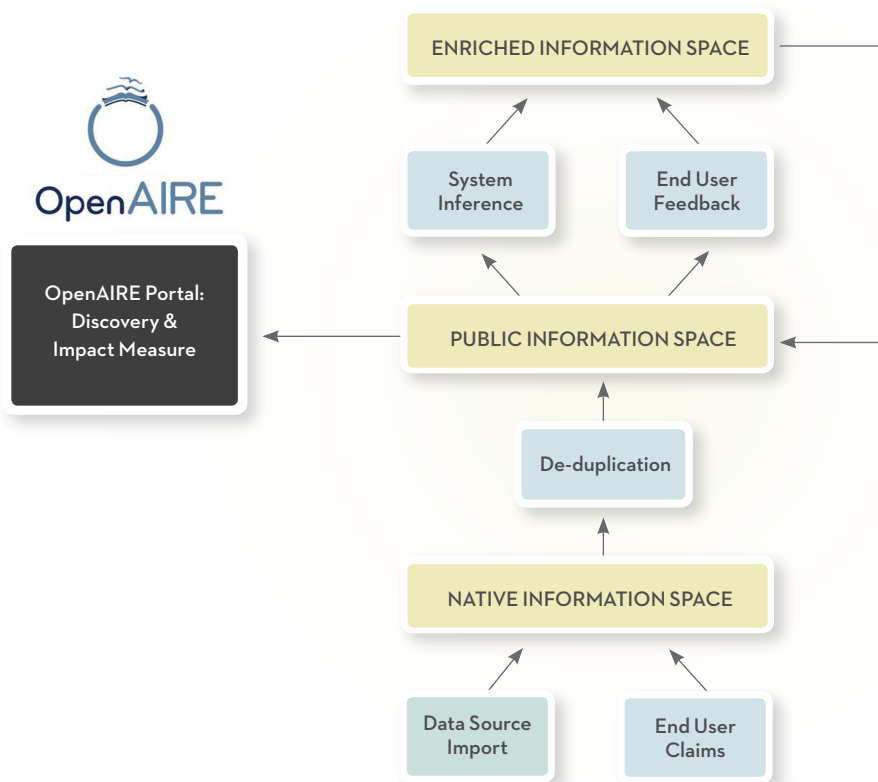 ENRICHED INFORMATION SPACE
System
Inference
End User
Feedback
OpenAIRE
OpenAIRE Portal:
Discovery &
Impact Measure
PUBLIC INFORMATION SPACE
De-duplication
NATIVE INFORMATION SPACE
Data Source
Import
End User
Claims